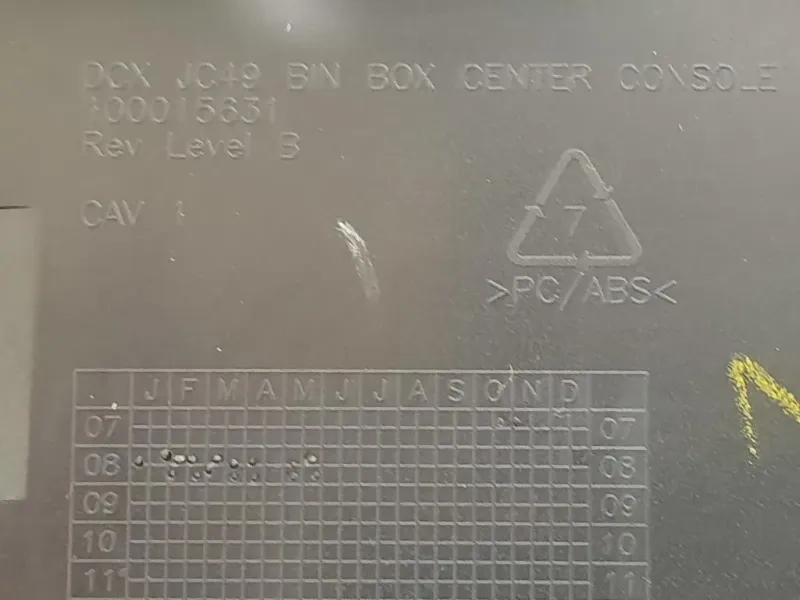 DCX JC49 BIN BOX CENTER CONSOLE
100015631
Rev Level B
CAV 1
7
>PC/ABS<
J F M A M J J A S O N D
07 07
08 08
09 09
10 10
11 11